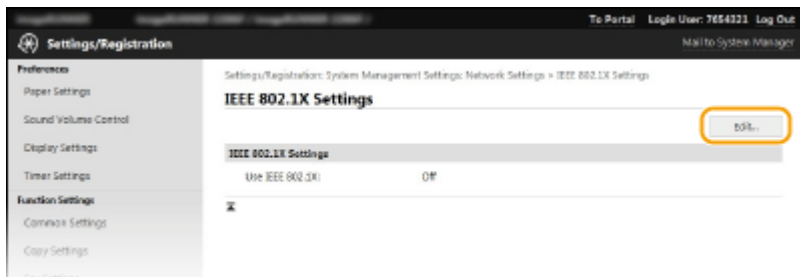 To Portal Login User: 7654321 Log Out
Settings/Registration
Mail to System Manager
Preferences
Paper Settings
Sound Volume Control
Display Settings
Timer Settings
Function Settings
Common Settings
Copy Settings
Settings/Registration: System Management Settings: Network Settings > IEEE 802.1X Settings
IEEE 802.1X Settings
Edit...
IEEE 802.1X Settings
Use IEEE 802.1X: Off